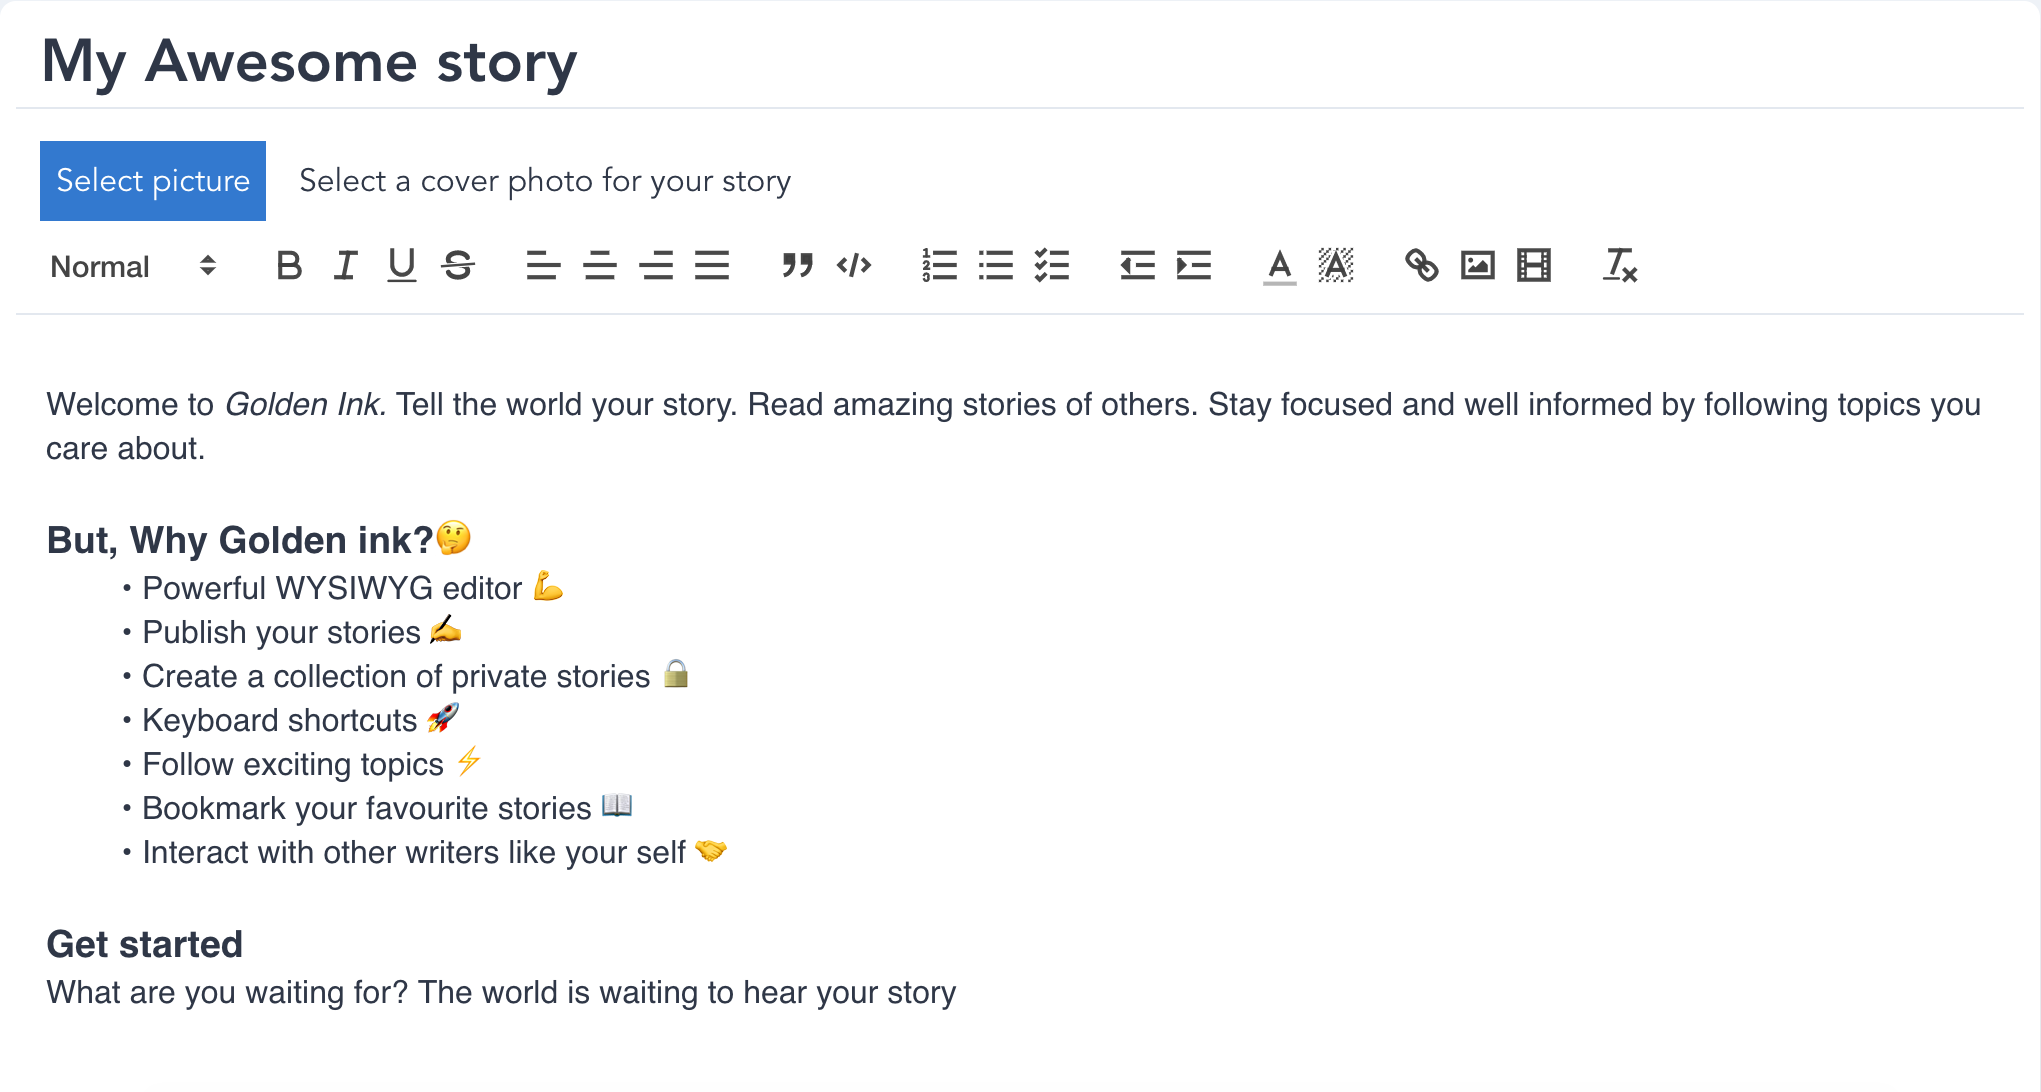 My Awesome story
Select picture Select a cover photo for your story
Normal
Welcome to Golden Ink. Tell the world your story. Read amazing stories of others. Stay focused and well informed by following topics you
care about.
But, Why Golden ink?🤔
• Powerful WYSIWYG editor 💪
• Publish your stories ✍️
• Create a collection of private stories 🔒
• Keyboard shortcuts 🚀
• Follow exciting topics ⚡
• Bookmark your favourite stories 📖
• Interact with other writers like your self 🤝
Get started
What are you waiting for? The world is waiting to hear your story